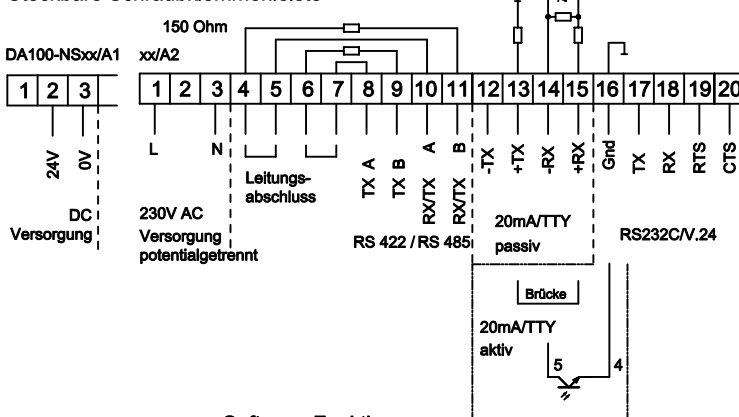 150 Ohm
DA100-NSxx/A1 xx/A2
1 2 3 1 2 3 4 5 6 7 8 9 10 11 12 13 14 15 16 17 18 19 20
24V
0V
L
N
TX A
TX B
RX/TX A
RX/TX B
-TX
+TX
-RX
+RX
Gnd
TX
RX
RTS
CTS
Leitungs-
abschluss
DC
Versorgung
230V AC
Versorgung
potentialgetrennt
RS 422 / RS 485
20mA/TTY
passiv
RS232C/V.24
Brücke
20mA/TTY
aktiv
5 4